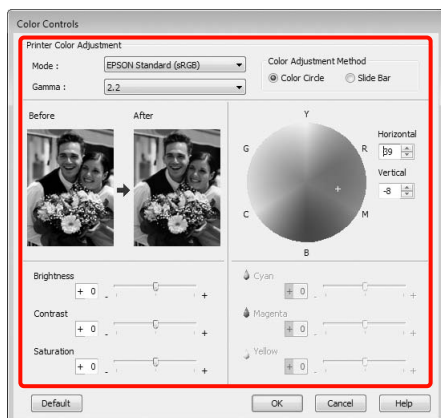 Color Controls
Printer Color Adjustment
Mode : EPSON Standard (sRGB)
Gamma : 2.2
Color Adjustment Method
Color Circle Slide Bar
Before After
Y
G R
C M
B
Horizontal
39
Vertical
-8
Brightness
+ 0 - +
Contrast
+ 0 - +
Saturation
+ 0 - +
Cyan
+ 0 - +
Magenta
+ 0 - +
Yellow
+ 0 - +
Default OK Cancel Help